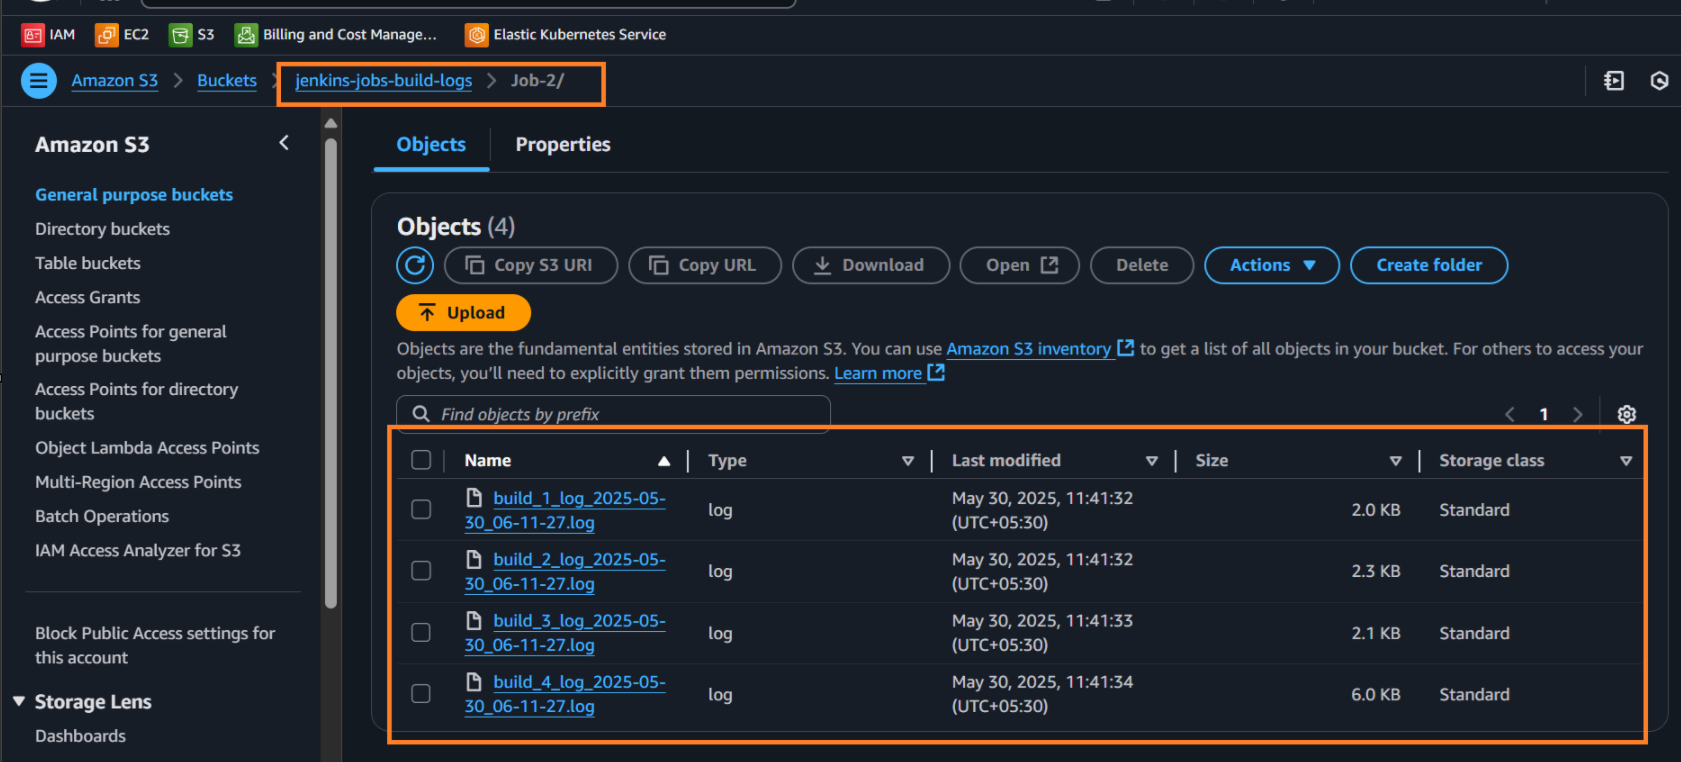 IAM EC2 S3 Billing and Cost Manage... Elastic Kubernetes Service
Amazon S3 > Buckets > jenkins-jobs-build-logs > Job-2/
Amazon S3
General purpose buckets
Directory buckets
Table buckets
Access Grants
Access Points for general
purpose buckets
Access Points for directory
buckets
Object Lambda Access Points
Multi-Region Access Points
Batch Operations
IAM Access Analyzer for S3
Block Public Access settings for
this account
Storage Lens
Dashboards
Objects Properties
Objects (4)
Copy S3 URI Copy URL Download Open Delete Actions Create folder
Upload
Objects are the fundamental entities stored in Amazon S3. You can use Amazon S3 inventory to get a list of all objects in your bucket. For others to access your
objects, you'll need to explicitly grant them permissions. Learn more
Find objects by prefix
1
Name Type Last modified Size Storage class
build_1_log_2025-05-
30_06-11-27.log
log
May 30, 2025, 11:41:32
(UTC+05:30)
2.0 KB
Standard
build_2_log_2025-05-
30_06-11-27.log
log
May 30, 2025, 11:41:32
(UTC+05:30)
2.3 KB
Standard
build_3_log_2025-05-
30_06-11-27.log
log
May 30, 2025, 11:41:33
(UTC+05:30)
2.1 KB
Standard
build_4_log_2025-05-
30_06-11-27.log
log
May 30, 2025, 11:41:34
(UTC+05:30)
6.0 KB
Standard